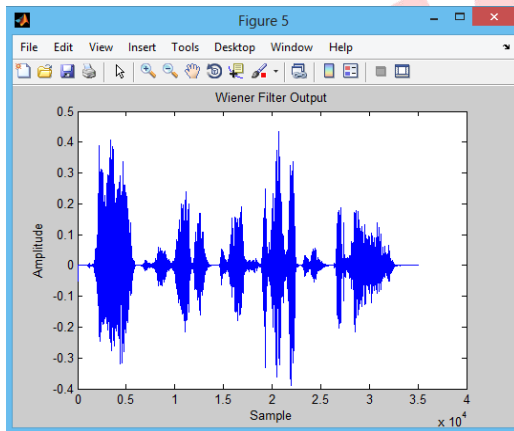 Figure 5
File Edit View Insert Tools Desktop Window Help
Wiener Filter Output
0.5
0.4
0.3
0.2
0.1
0
-0.1
-0.2
-0.3
-0.4
Amplitude
0 0.5 1 1.5 2 2.5 3 3.5 4
Sample
x 10^4